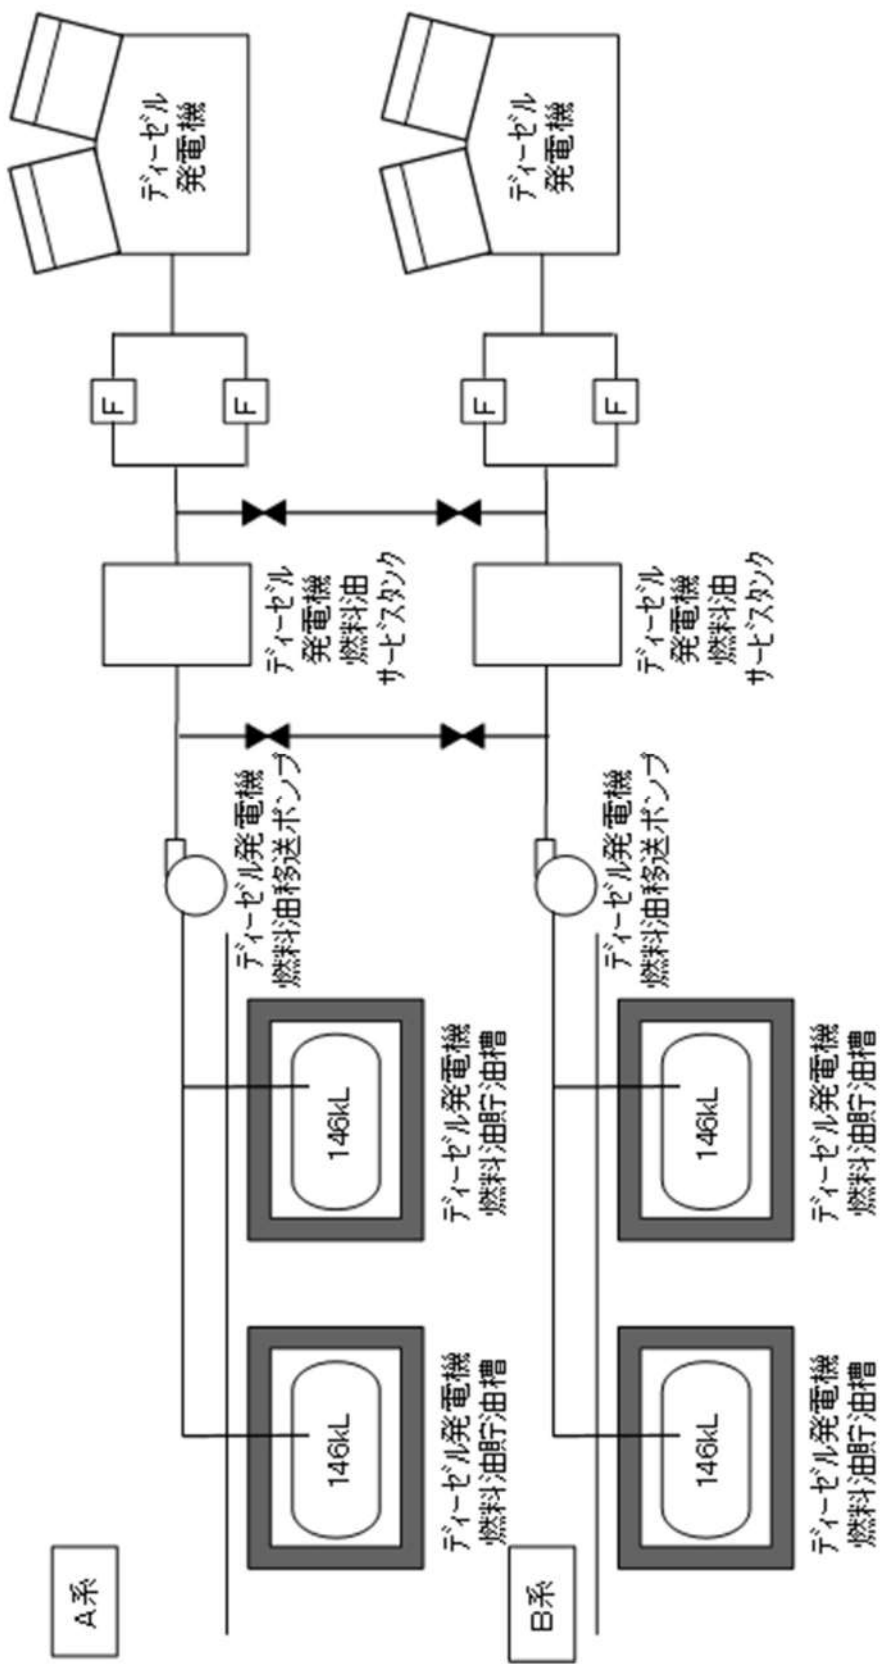 A系
146kL
ディーゼル発電機
燃料油貯油槽
146kL
ディーゼル発電機
燃料油貯油槽
ディーゼル発電機
燃料油移送ポンプ
ディーゼル
発電機
燃料油
サービスタンク
F
F
ディーゼル
発電機
B系
146kL
ディーゼル発電機
燃料油貯油槽
146kL
ディーゼル発電機
燃料油貯油槽
ディーゼル発電機
燃料油移送ポンプ
ディーゼル
発電機
燃料油
サービスタンク
F
F
ディーゼル
発電機